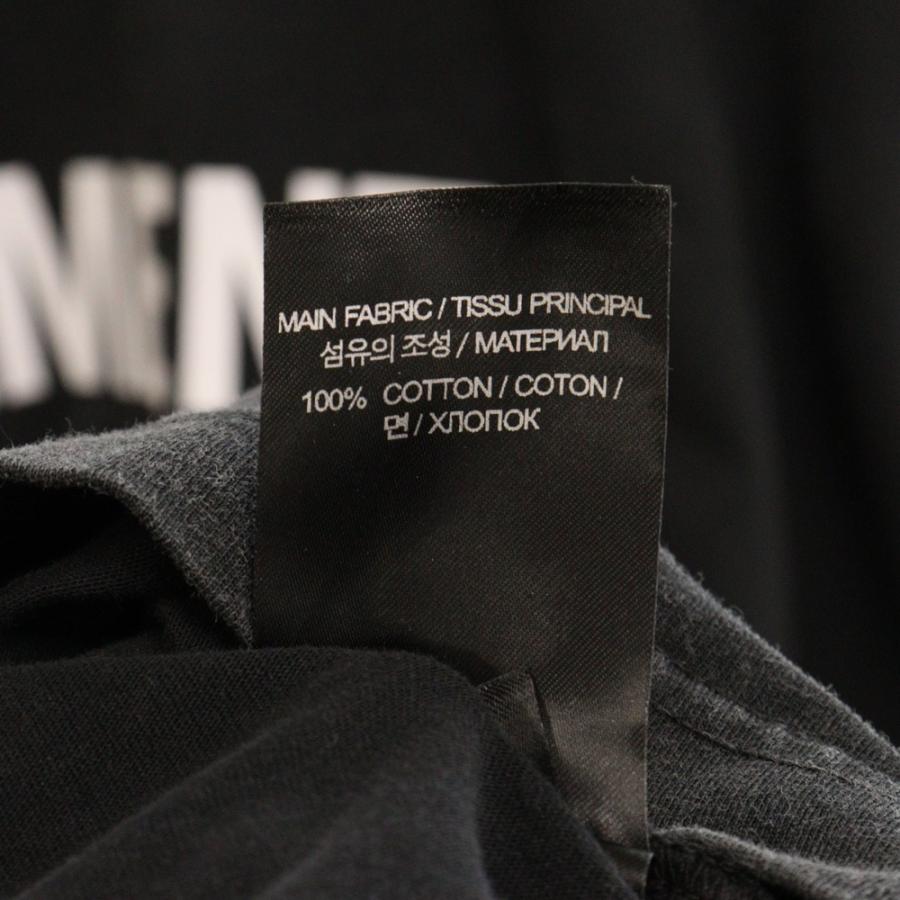 MAIN FABRIC / TISSU PRINCIPAL
섬유의 조성 / МАТЕРИАЛ
100% COTTON / COTON /
면 / ХЛОПОК